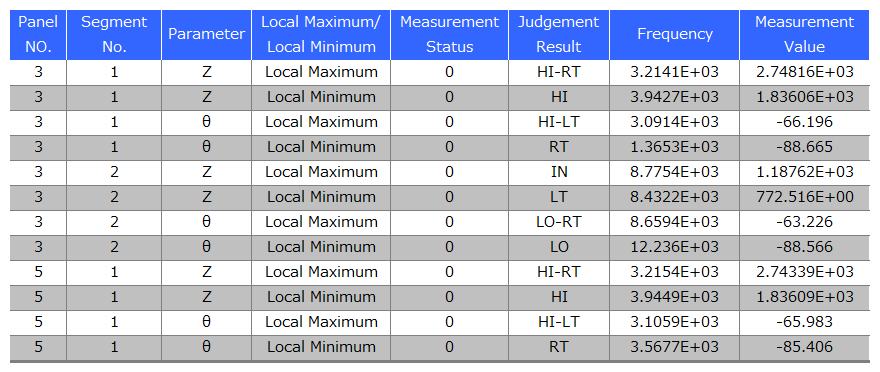 Panel NO. Segment No. Parameter Local Maximum/ Local Minimum Measurement Status Judgement Result Frequency Measurement Value
3 1 Z Local Maximum 0 HI-RT 3.2141E+03 2.74816E+03
3 1 Z Local Minimum 0 HI 3.9427E+03 1.83606E+03
3 1 θ Local Maximum 0 HI-LT 3.0914E+03 -66.196
3 1 θ Local Minimum 0 RT 1.3653E+03 -88.665
3 2 Z Local Maximum 0 IN 8.7754E+03 1.18762E+03
3 2 Z Local Minimum 0 LT 8.4322E+03 772.516E+00
3 2 θ Local Maximum 0 LO-RT 8.6594E+03 -63.226
3 2 θ Local Minimum 0 LO 12.236E+03 -88.566
5 1 Z Local Maximum 0 HI-RT 3.2154E+03 2.74339E+03
5 1 Z Local Minimum 0 HI 3.9449E+03 1.83609E+03
5 1 θ Local Maximum 0 HI-LT 3.1059E+03 -65.983
5 1 θ Local Minimum 0 RT 3.5677E+03 -85.406